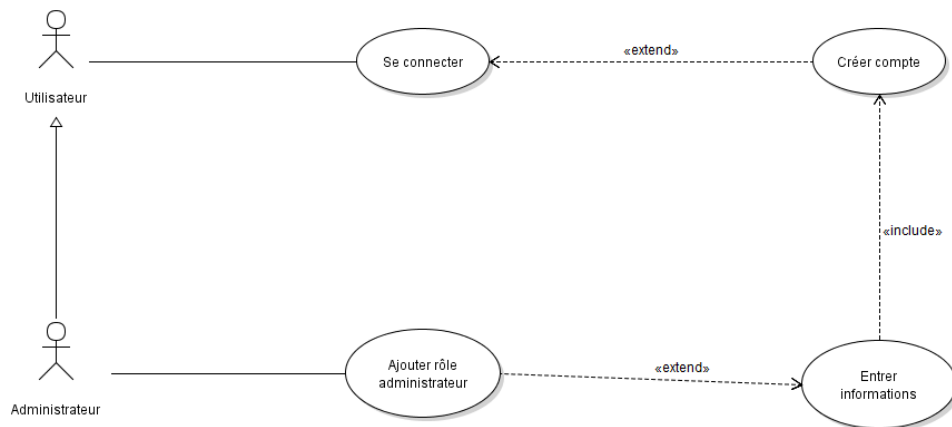 «extend»
Se connecter
Créer compte
Utilisateur
«include»
Ajouter rôle
administrateur
«extend»
Entrer
informations
Administrateur